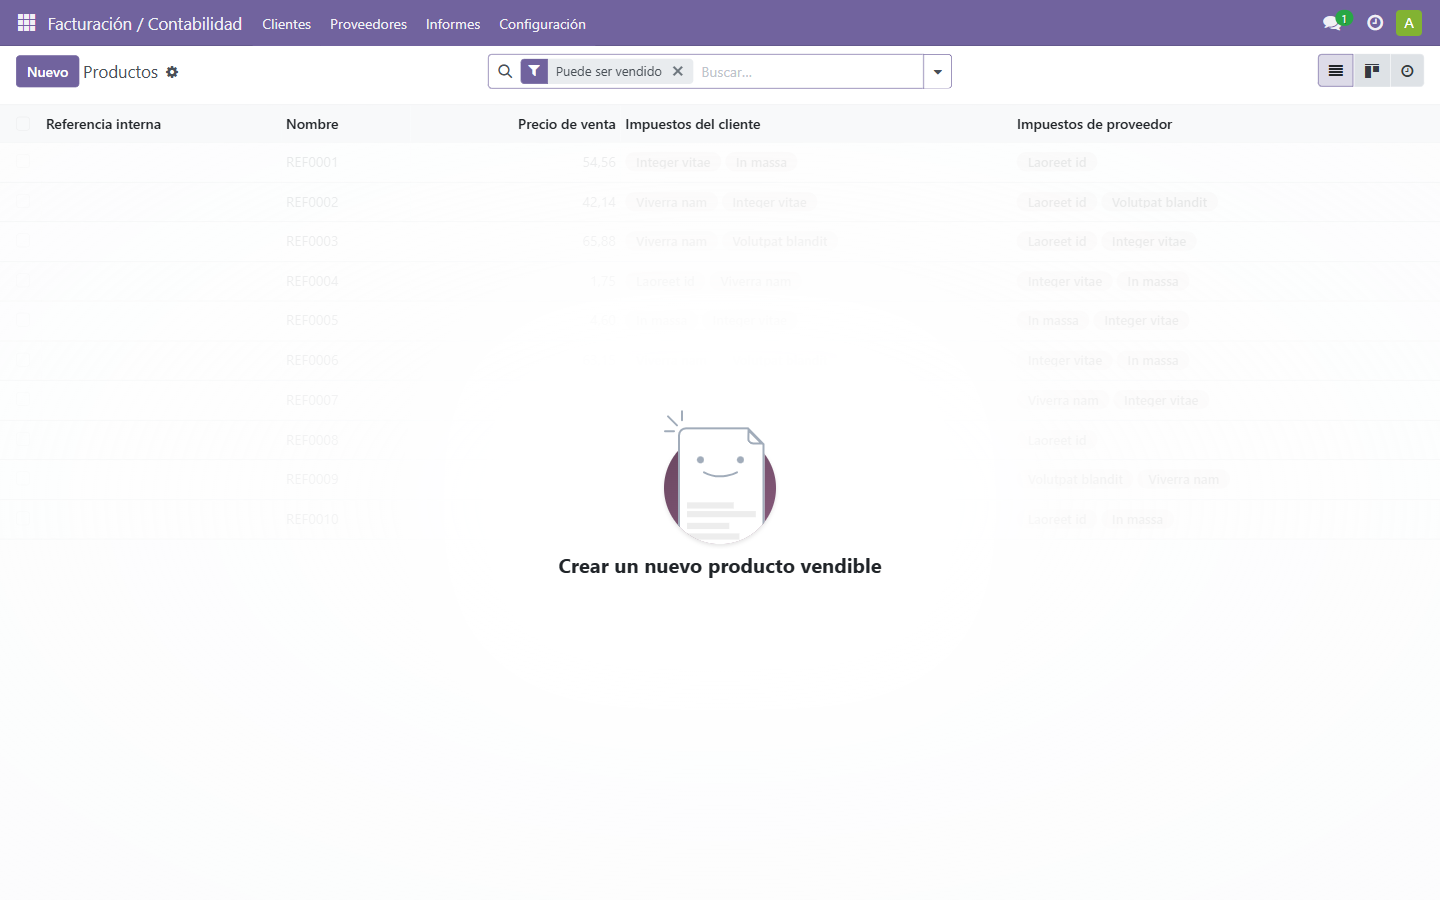 Facturación / Contabilidad Clientes Proveedores Informes Configuración 1 A
Nuevo Productos Puede ser vendido Buscar...
Referencia interna Nombre Precio de venta Impuestos del cliente Impuestos de proveedor
REF0001 54,56 Integer vitae In massa Laoreet id
REF0002 42,14 Viverra nam Integer vitae Laoreet id Volutpat blandit
REF0003 65,88 Viverra nam Volutpat blandit Laoreet id Integer vitae
REF0004 Laoreet id Viverra nam Integer vitae In massa
REF0005 In massa Integer vitae
REF0006 Integer vitae In massa
REF0007 Viverra nam Integer vitae
REF0008 Laoreet id
REF0009 Volutpat blandit Viverra nam
REF0010 Laoreet id In massa
Crear un nuevo producto vendible